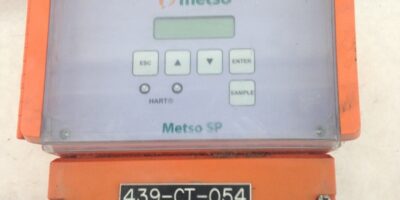 metso
ESC ▲ ▼ ENTER
SAMPLE
HART®
Metso SP
439-CT-054